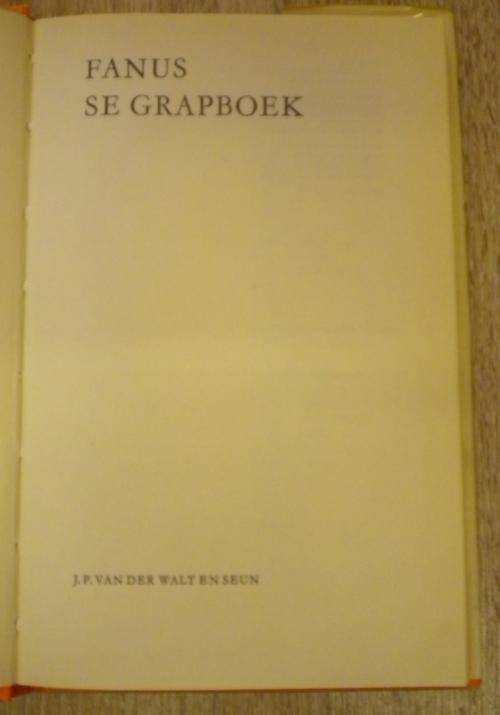 FANUS
SE GRAPBOEK
J. P. VAN DER WALT EN SEUN